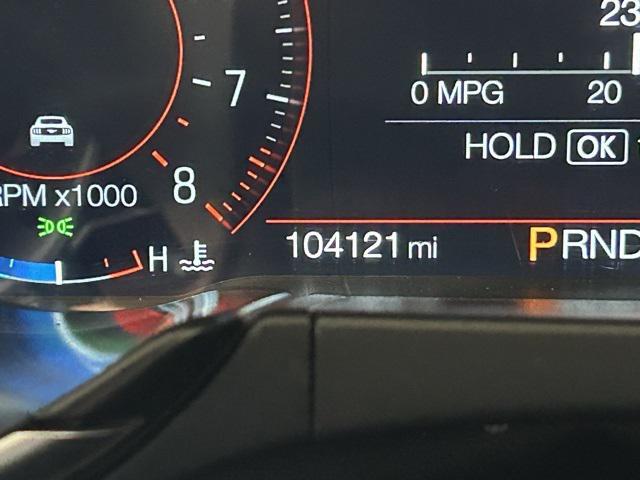 23
7
0 MPG 20
HOLD OK
8
RPM x1000
H
104121 mi
PRND